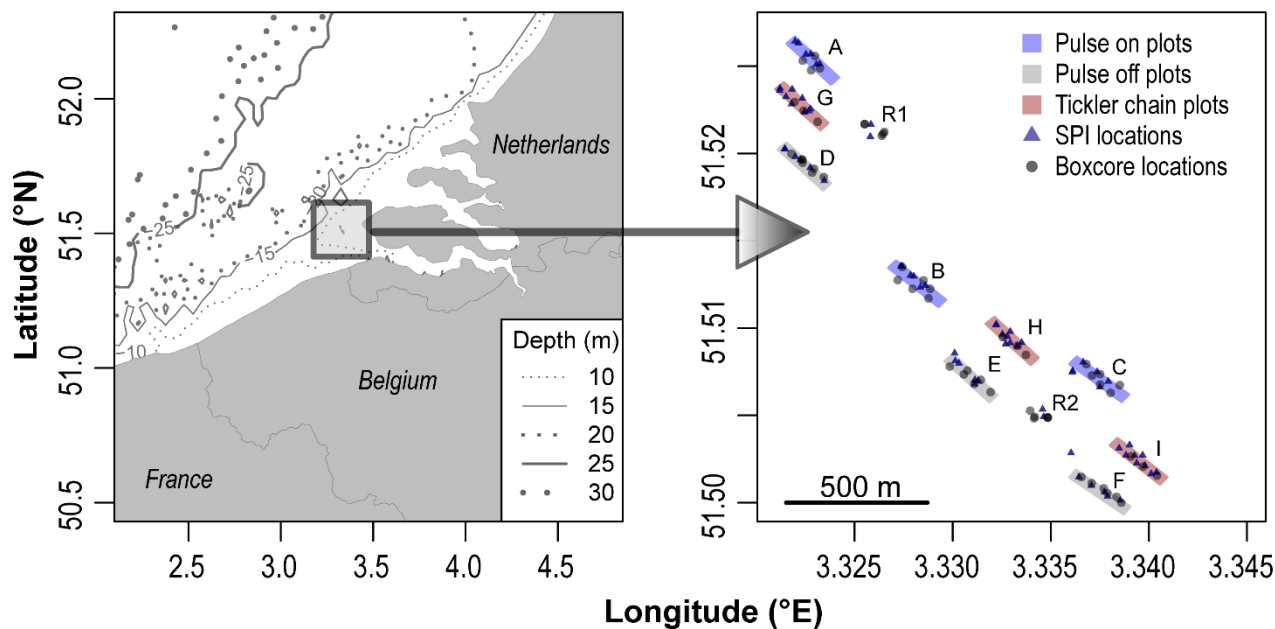 Latitude (°N)
52.0
51.5
51.0
50.5
2.5 3.0 3.5 4.0 4.5
Netherlands
Belgium
France
−25
−25
−15
−10
Depth (m)
10
15
20
25
30
Pulse on plots
Pulse off plots
Tickler chain plots
SPI locations
Boxcore locations
A
G
R1
D
B
H
E
C
R2
I
F
500 m
51.52
51.51
51.50
3.325 3.330 3.335 3.340 3.345
Longitude (°E)